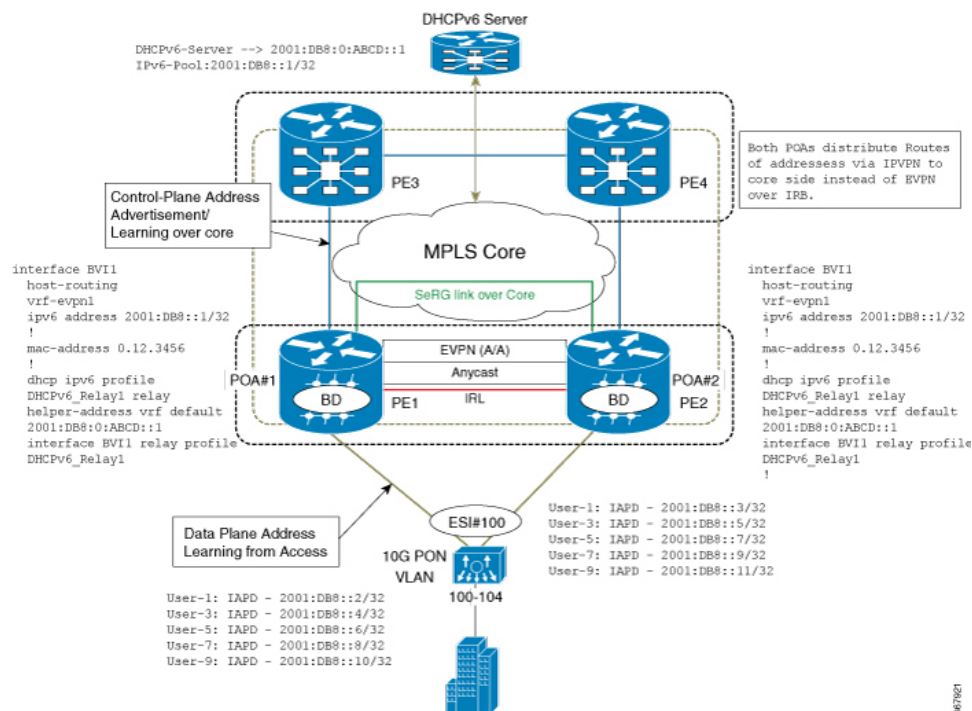 DHCPv6 Server
DHCPv6-Server --> 2001:DB8:0:ABCD::1
IPv6-Pool:2001:DB8::1/32
PE3
PE4
Both POAs distribute Routes
of addressess via IPVPN to
core side instead of EVPN
over IRB.
Control-Plane Address
Advertisement/
Learning over core
MPLS Core
SeRG link over Core
interface BVI1
host-routing
vrf-evpn1
ipv6 address 2001:DB8::1/32
!
mac-address 0.12.3456
!
dhcp ipv6 profile
DHCPv6_Relay1 relay
helper-address vrf default
2001:DB8:0:ABCD::1
interface BVI1 relay profile
DHCPv6_Relay1
POA#1
BD
PE1
EVPN (A/A)
Anycast
IRL
BD
POA#2
PE2
interface BVI1
host-routing
vrf-evpn1
ipv6 address 2001:DB8::1/32
!
mac-address 0.12.3456
!
dhcp ipv6 profile
DHCPv6_Relay1 relay
helper-address vrf default
2001:DB8:0:ABCD::1
interface BVI1 relay profile
DHCPv6_Relay1
!
Data Plane Address
Learning from Access
ESI#100
10G PON
VLAN
100-104
User-1: IAPD - 2001:DB8::3/32
User-3: IAPD - 2001:DB8::5/32
User-5: IAPD - 2001:DB8::7/32
User-7: IAPD - 2001:DB8::9/32
User-9: IAPD - 2001:DB8::11/32
User-1: IAPD - 2001:DB8::2/32
User-3: IAPD - 2001:DB8::4/32
User-5: IAPD - 2001:DB8::6/32
User-7: IAPD - 2001:DB8::8/32
User-9: IAPD - 2001:DB8::10/32